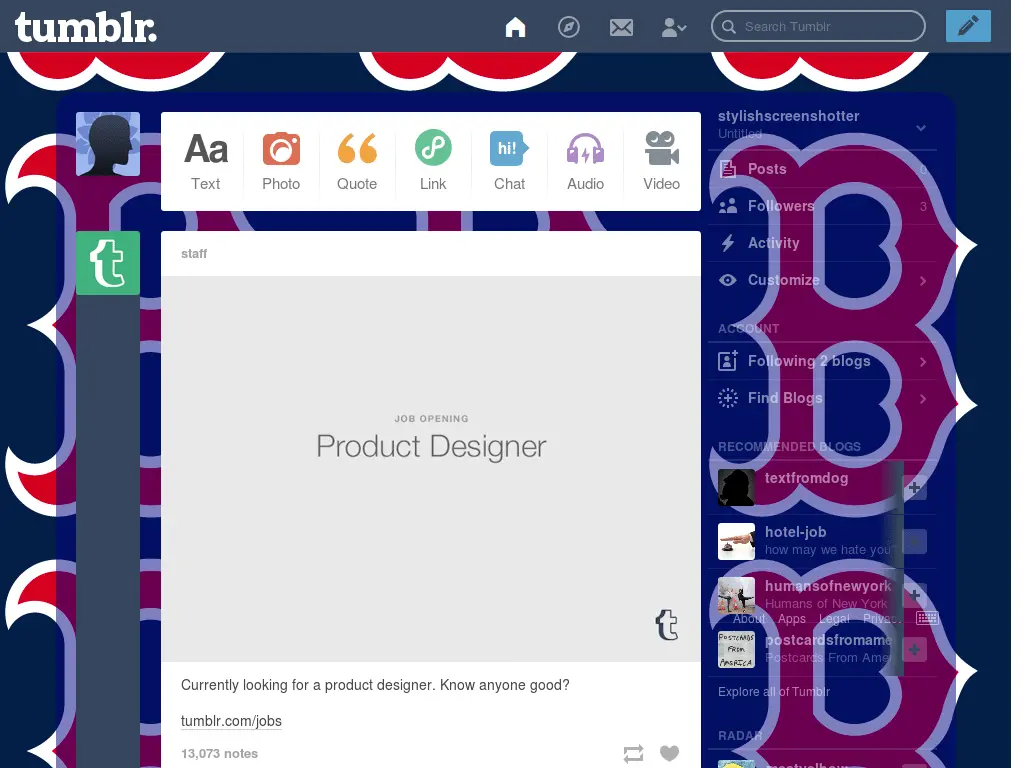 tumblr.
Search Tumblr
Aa
hi!
Text
Photo
Quote
Link
Chat
Audio
Video
staff
JOB OPENING
Product Designer
t
Currently looking for a product designer. Know anyone good?
tumblr.com/jobs
13,073 notes
stylishscreenshotter
Untitled
Posts
Followers 3
Activity
Customize
ACCOUNT
Following 2 blogs
Find Blogs
RECOMMENDED BLOGS
textfromdog
hotel-job
how may we hate you
humansofnewyork
Humans of New York
About Apps Legal
POSTCARDS
FROM
AMERICA
postcardsfromame
Postcards From Amer
Explore all of Tumblr
RADAR